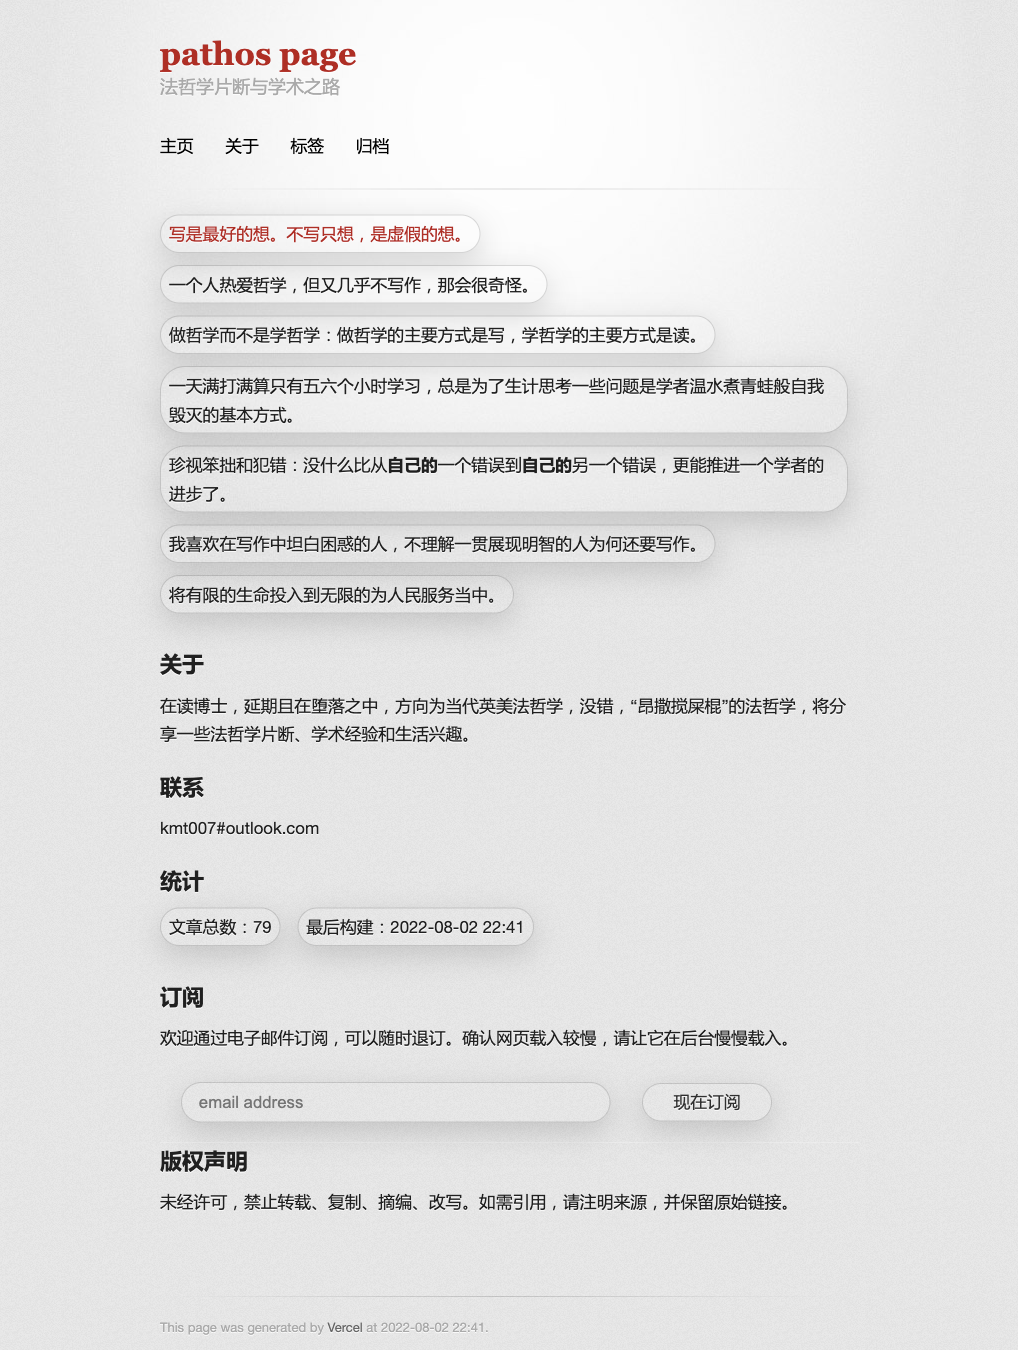 pathos page
法哲学片断与学术之路
主页 关于 标签 归档
写是最好的想。不写只想，是虚假的想。
一个人热爱哲学，但又几乎不写作，那会很奇怪。
做哲学而不是学哲学：做哲学的主要方式是写，学哲学的主要方式是读。
一天满打满算只有五六个小时学习，总是为了生计思考一些问题是学者温水煮青蛙般自我
毁灭的基本方式。
珍视笨拙和犯错：没什么比从自己的一个错误到自己的另一个错误，更能推进一个学者的
进步了。
我喜欢在写作中坦白困惑的人，不理解一贯展现明智的人为何还要写作。
将有限的生命投入到无限的为人民服务当中。
关于
在读博士，延期且在堕落之中，方向为当代英美法哲学，没错，“昂撒搅屎棍”的法哲学，将分
享一些法哲学片断、学术经验和生活兴趣。
联系
kmt007#outlook.com
统计
文章总数：79 最后构建：2022-08-02 22:41
订阅
欢迎通过电子邮件订阅，可以随时退订。确认网页载入较慢，请让它在后台慢慢载入。
email address 现在订阅
版权声明
未经许可，禁止转载、复制、摘编、改写。如需引用，请注明来源，并保留原始链接。
This page was generated by Vercel at 2022-08-02 22:41.